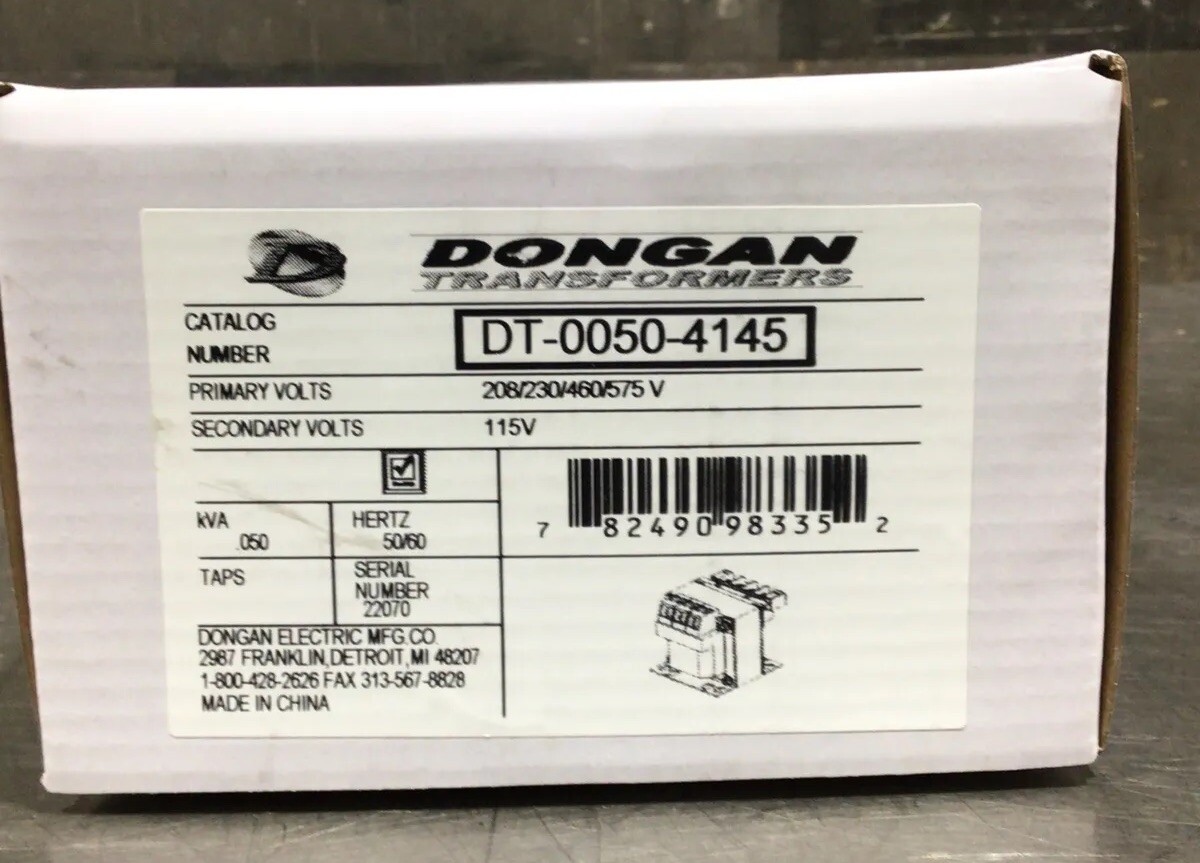 DONGAN
TRANSFORMERS
CATALOG
NUMBER
DT-0050-4145
PRIMARY VOLTS 208/230/460/575 V
SECONDARY VOLTS 115V
kVA
.050
HERTZ
50/60
7 82490 98335 2
TAPS
SERIAL
NUMBER
22070
DONGAN ELECTRIC MFG.CO.
2987 FRANKLIN,DETROIT,MI 48207
1-800-428-2626 FAX 313-567-8828
MADE IN CHINA